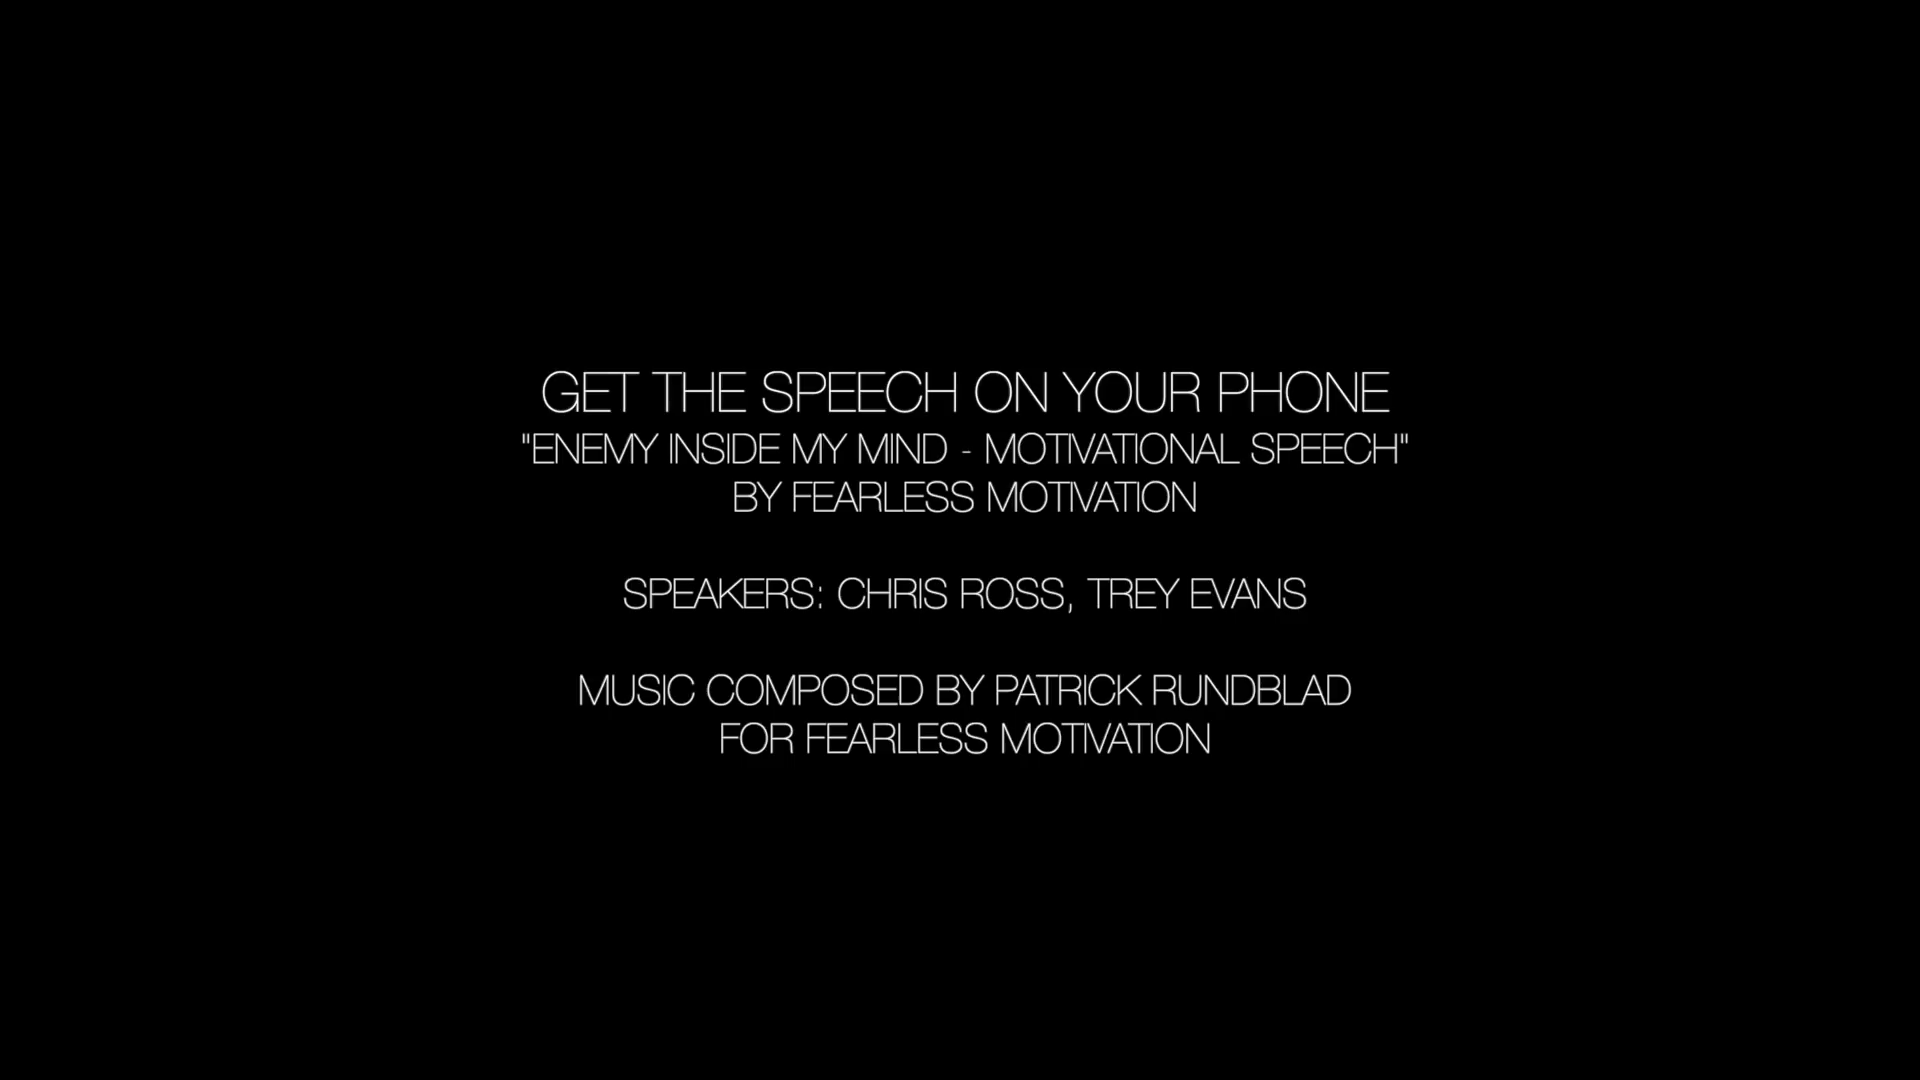 GET THE SPEECH ON YOUR PHONE
"ENEMY INSIDE MY MIND - MOTIVATIONAL SPEECH"
BY FEARLESS MOTIVATION
SPEAKERS: CHRIS ROSS, TREY EVANS
MUSIC COMPOSED BY PATRICK RUNDBLAD
FOR FEARLESS MOTIVATION